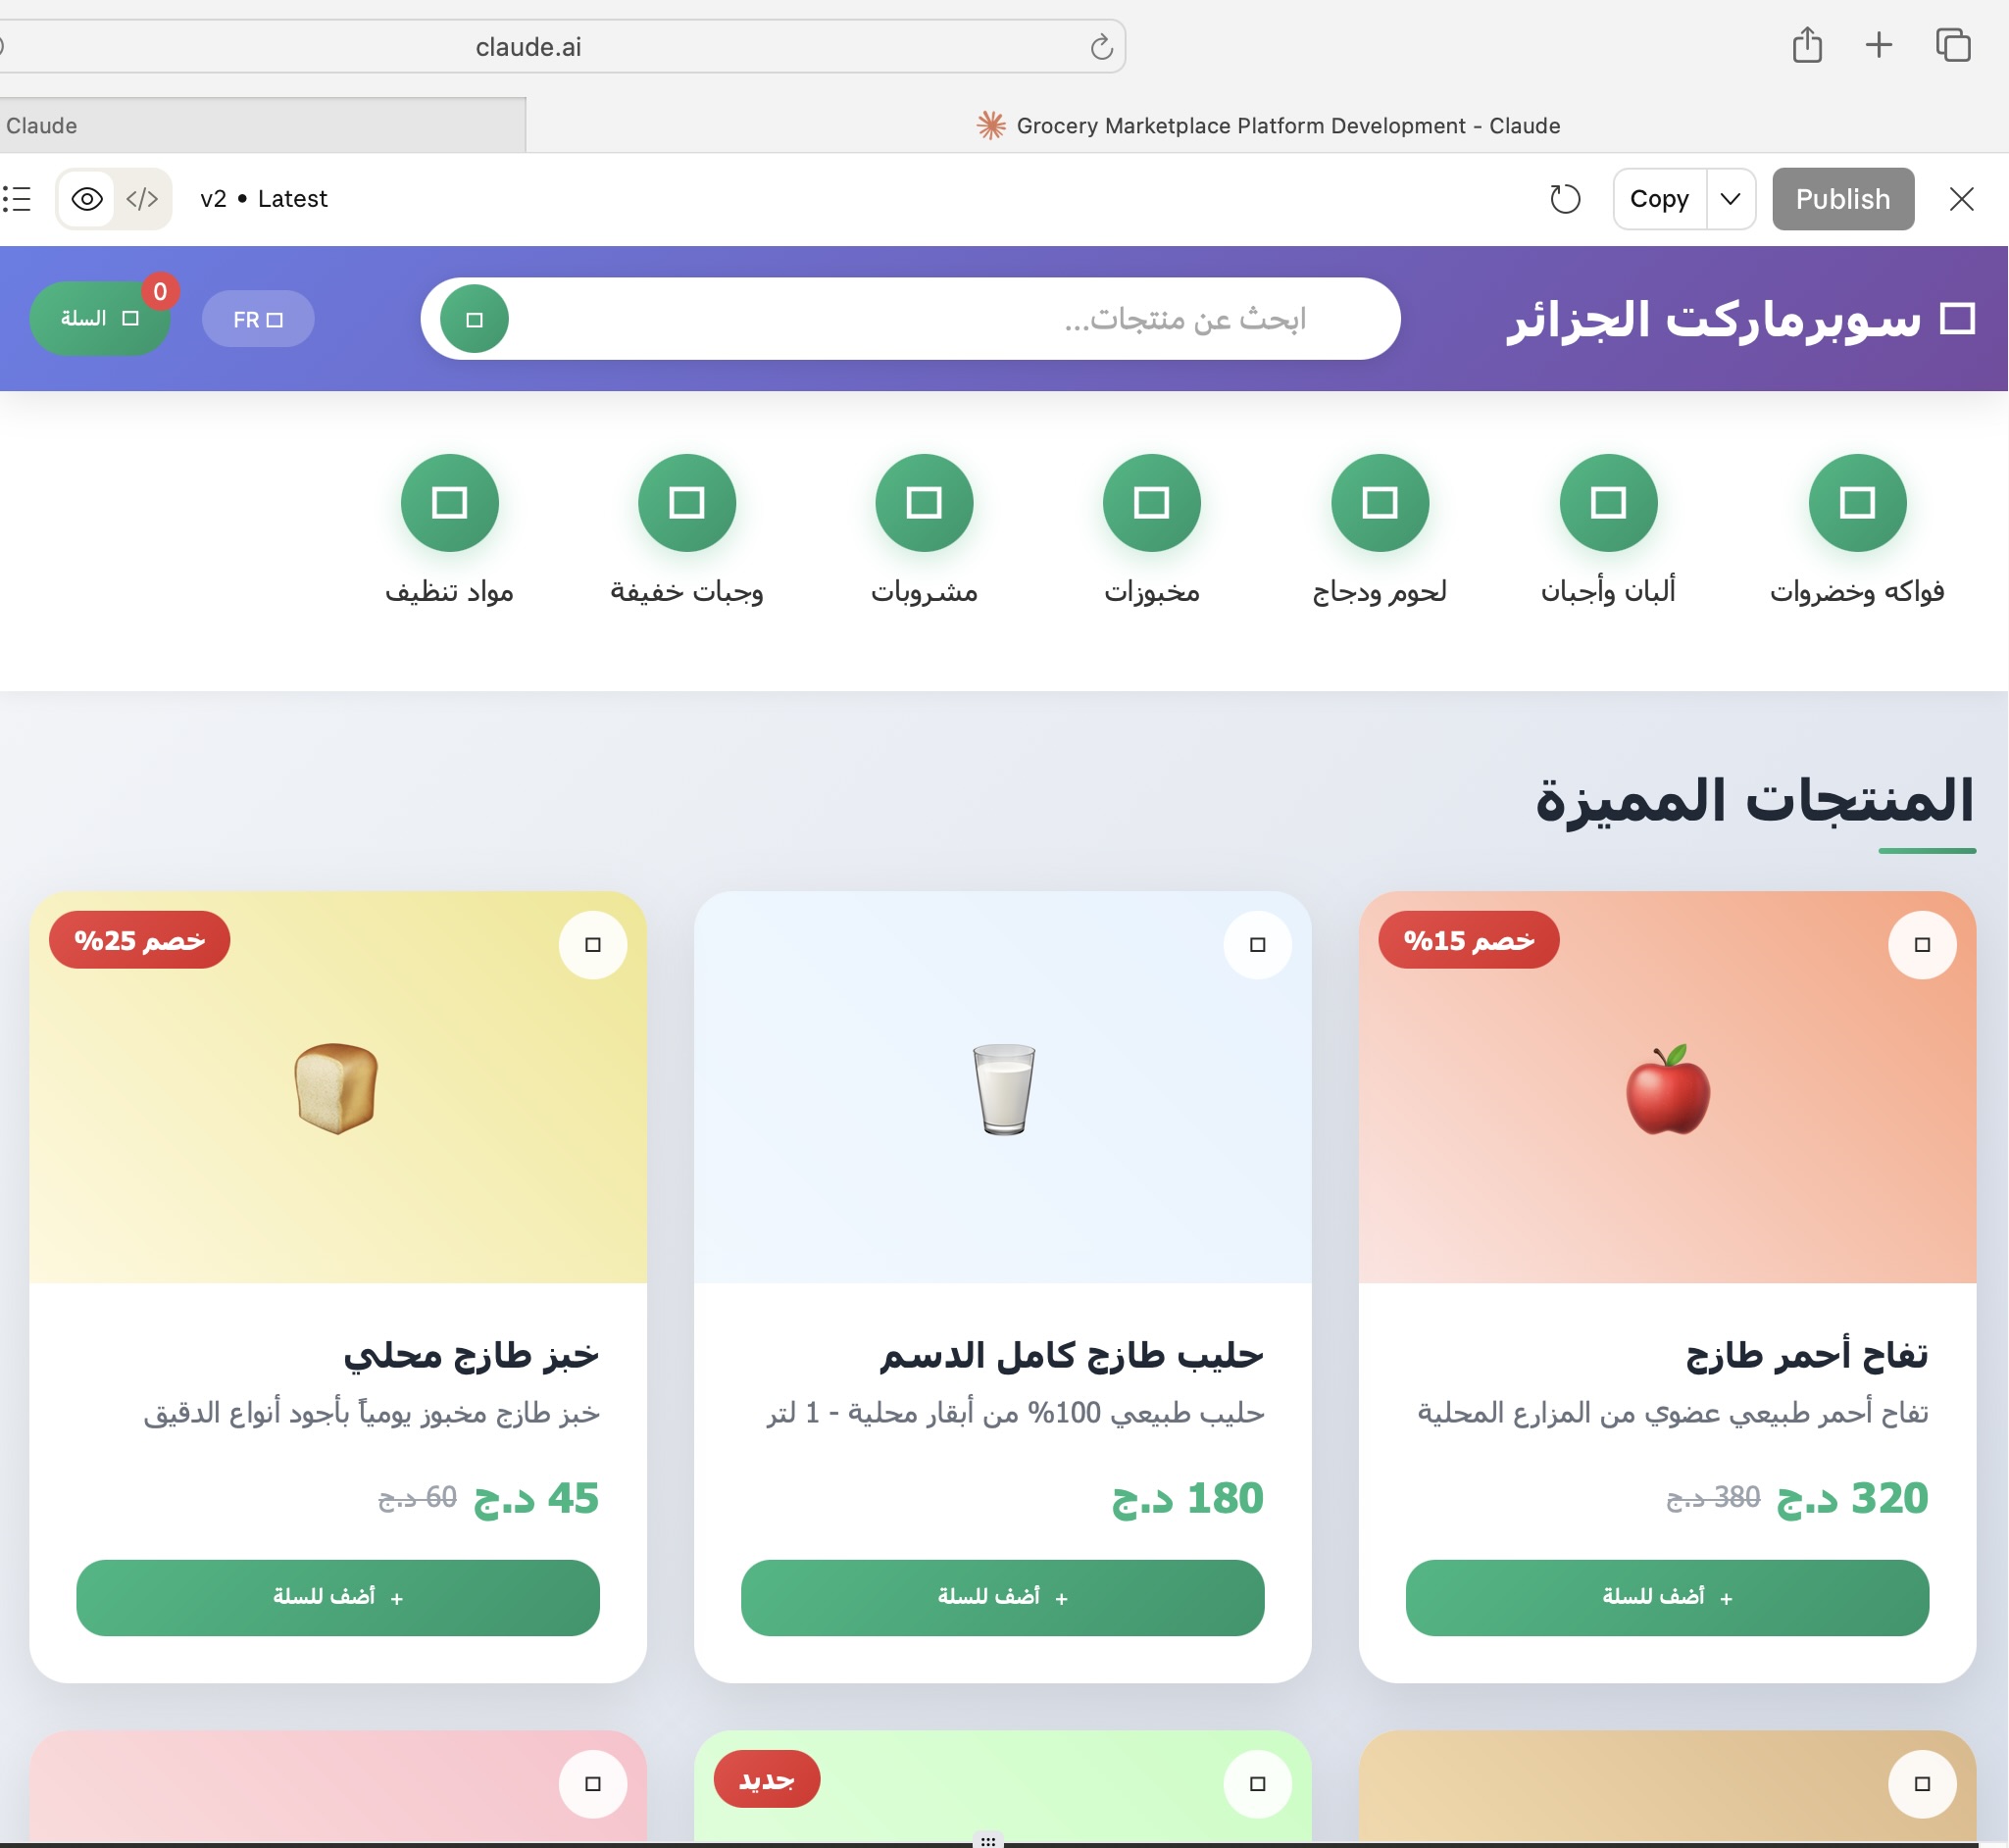 claude.ai
Claude
Grocery Marketplace Platform Development - Claude
v2 • Latest
Copy
Publish
سوبرماركت الجزائر
ابحث عن منتجات...
FR
السلة
0
فواكه وخضروات
ألبان وأجبان
لحوم ودجاج
مخبوزات
مشروبات
وجبات خفيفة
مواد تنظيف
المنتجات المميزة
خصم 15%
تفاح أحمر طازج
تفاح أحمر طبيعي عضوي من المزارع المحلية
320 د.ج 380 د.ج
+ أضف للسلة
حليب طازج كامل الدسم
حليب طبيعي 100% من أبقار محلية - 1 لتر
180 د.ج
+ أضف للسلة
خصم 25%
خبز طازج محلي
خبز طازج مخبوز يومياً بأجود أنواع الدقيق
45 د.ج 60 د.ج
+ أضف للسلة
جديد